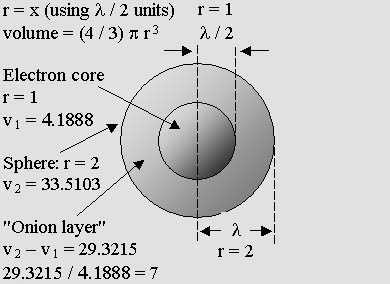 r = x (using λ / 2 units)
volume = (4 / 3) π r³
r = 1
λ / 2
Electron core
r = 1
v₁ = 4.1888
Sphere: r = 2
v₂ = 33.5103
"Onion layer"
v₂ – v₁ = 29.3215
29.3215 / 4.1888 = 7
λ
r = 2